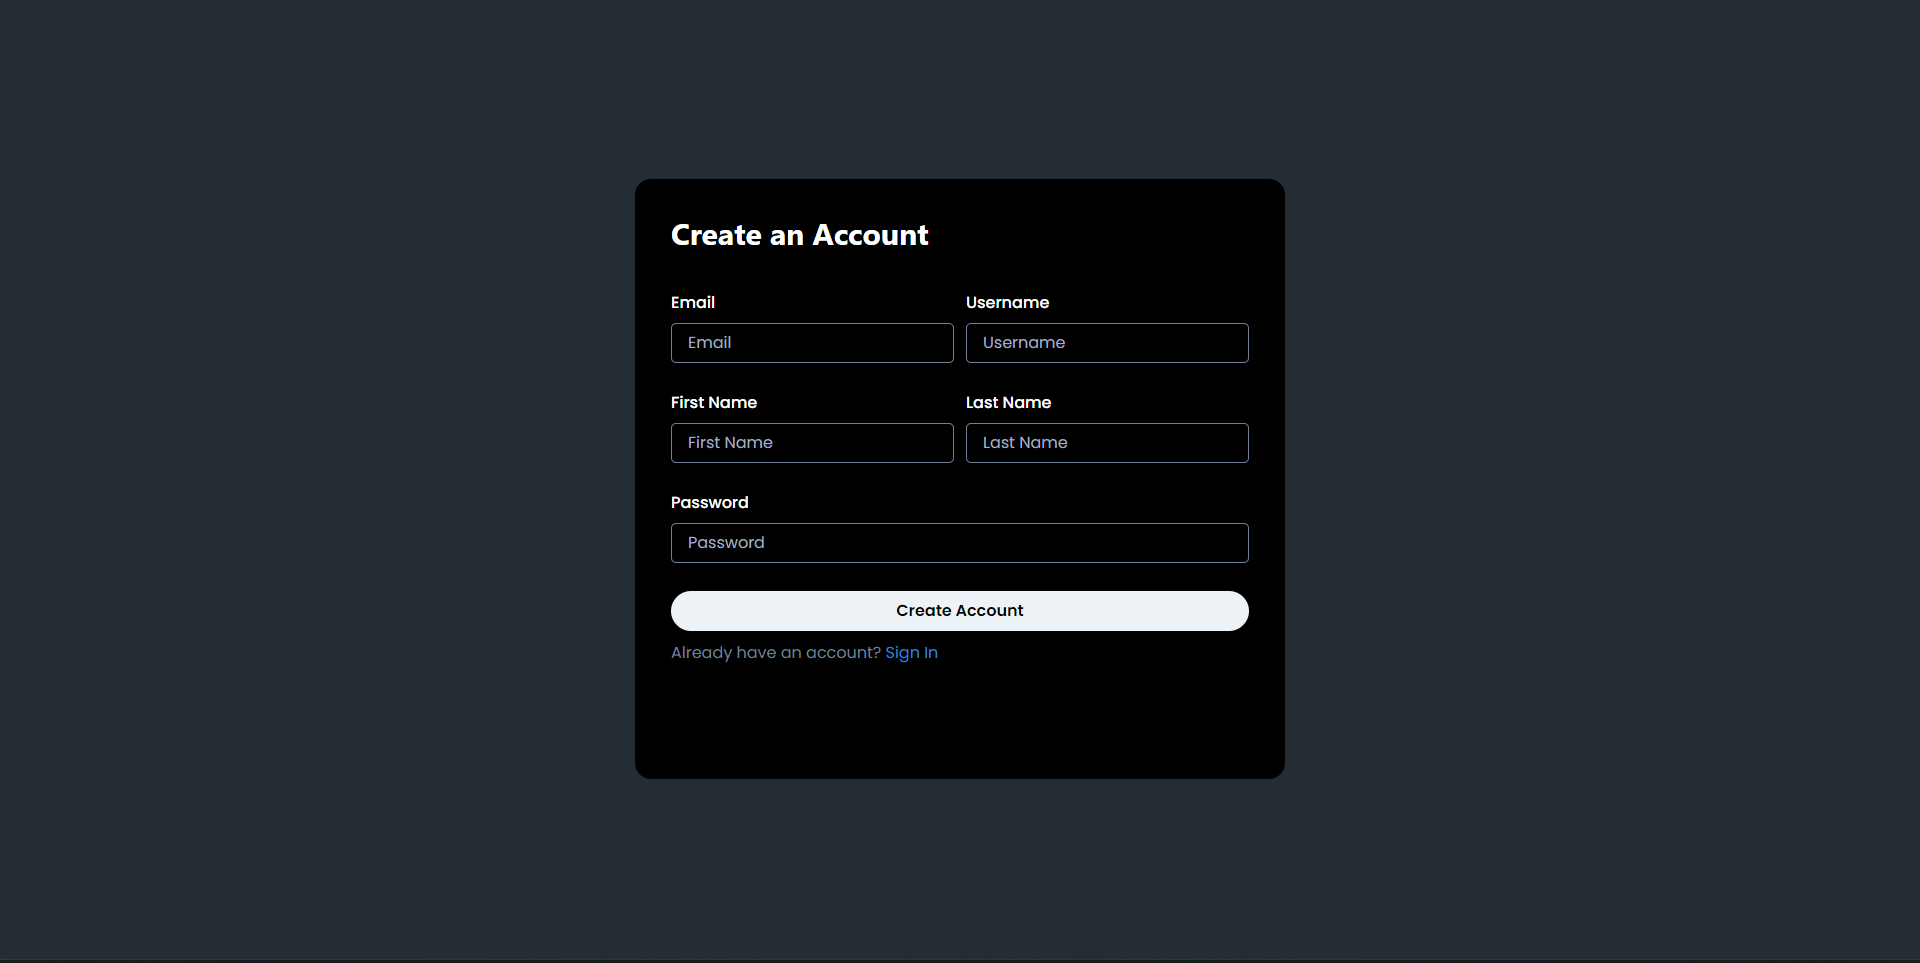 Create an Account
Email Username
Email Username
First Name Last Name
First Name Last Name
Password
Password
Create Account
Already have an account? Sign In